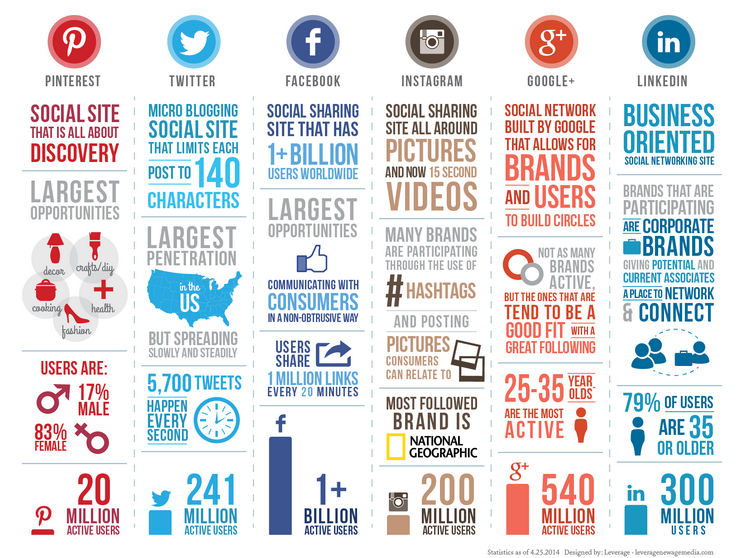 PINTEREST
SOCIAL SITE
THAT IS ALL ABOUT
DISCOVERY
LARGEST
OPPORTUNITIES
decor
crafts/diy
cooking
health
fashion
USERS ARE:
17%
MALE
83%
FEMALE
20
MILLION
ACTIVE USERS
TWITTER
MICRO BLOGGING
SOCIAL SITE
THAT LIMITS EACH
POST TO 140
CHARACTERS
LARGEST
PENETRATION
in the
US
BUT SPREADING
SLOWLY AND STEADILY
5,700 TWEETS
HAPPEN
EVERY
SECOND
241
MILLION
ACTIVE USERS
f
FACEBOOK
SOCIAL SHARING
SITE THAT HAS
1+ BILLION
USERS WORLDWIDE
LARGEST
OPPORTUNITIES
COMMUNICATING WITH
CONSUMERS
IN A NON-OBTRUSIVE WAY
USERS
SHARE
1 MILLION LINKS
EVERY 20 MINUTES
f
1+
BILLION
ACTIVE USERS
INSTAGRAM
SOCIAL SHARING
SITE ALL AROUND
PICTURES
AND NOW 15 SECOND
VIDEOS
MANY BRANDS
ARE PARTICIPATING
THROUGH THE USE OF
# HASHTAGS
AND POSTING
PICTURES
CONSUMERS
CAN RELATE TO
MOST FOLLOWED
BRAND IS
NATIONAL
GEOGRAPHIC
200
MILLION
ACTIVE USERS
g+
GOOGLE+
SOCIAL NETWORK
BUILT BY GOOGLE
THAT ALLOWS FOR
BRANDS
AND USERS
TO BUILD CIRCLES
NOT AS MANY
BRANDS
ACTIVE,
BUT THE ONES THAT ARE
TEND TO BE A
GOOD FIT WITH A
GREAT FOLLOWING
25-35 YEAR
OLDS
ARE THE MOST
ACTIVE
g+
540
MILLION
ACTIVE USERS
in
LINKEDIN
BUSINESS
ORIENTED
SOCIAL NETWORKING SITE
BRANDS THAT ARE
PARTICIPATING
ARE CORPORATE
BRANDS
GIVING POTENTIAL AND
CURRENT ASSOCIATES
A PLACE TO NETWORK
& CONNECT
79% OF USERS
ARE 35
OR OLDER
in
300
MILLION
USERS
Statistics as of 4.25.2014 Designed by: Leverage - leveragenewagemedia.com